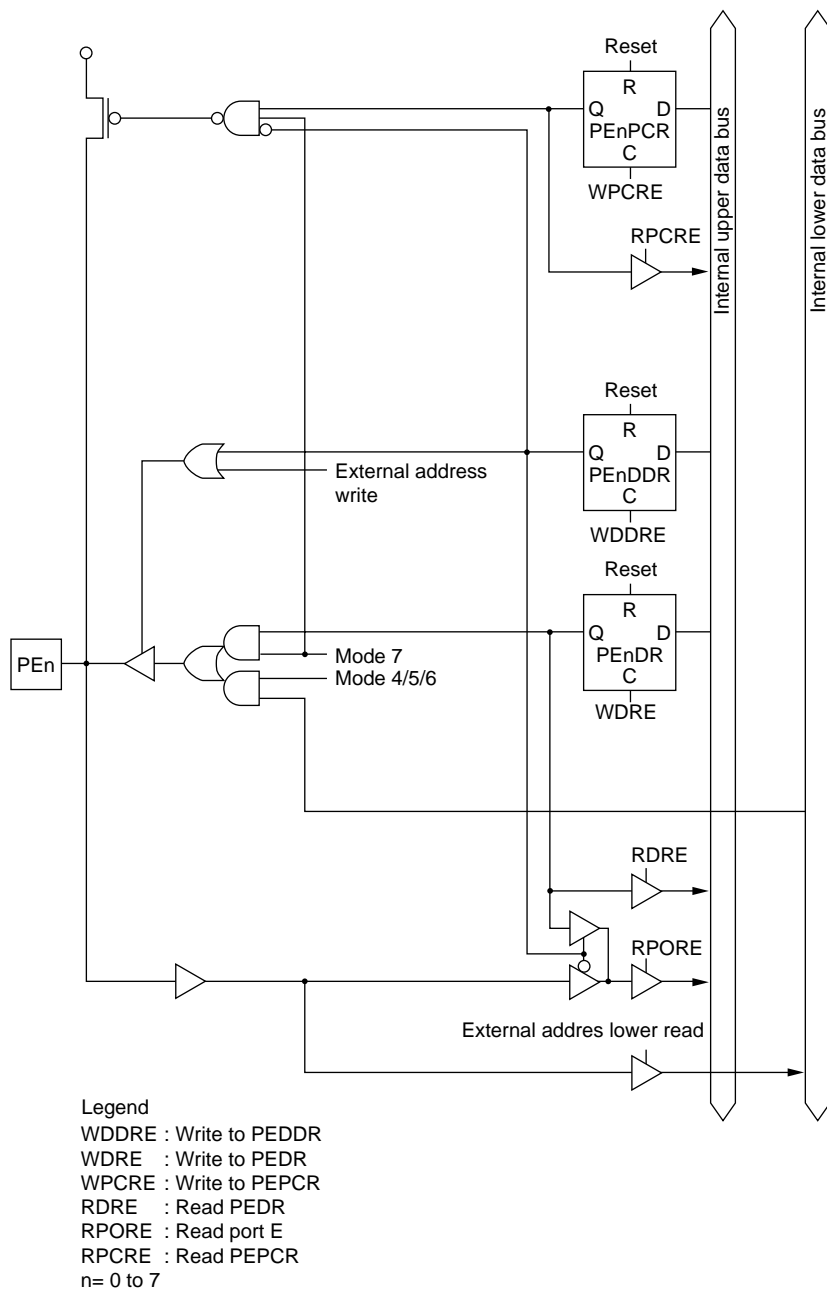 Reset
R
Q D
PEnPCR
C
WPCRE
RPCRE
Internal upper data bus
Internal lower data bus
Reset
R
Q D
PEnDDR
C
WDDRE
External address
write
Reset
R
Q D
PEnDR
C
WDRE
PEn
Mode 7
Mode 4/5/6
RDRE
RPORE
External addres lower read
Legend
WDDRE : Write to PEDDR
WDRE : Write to PEDR
WPCRE : Write to PEPCR
RDRE : Read PEDR
RPORE : Read port E
RPCRE : Read PEPCR
n= 0 to 7